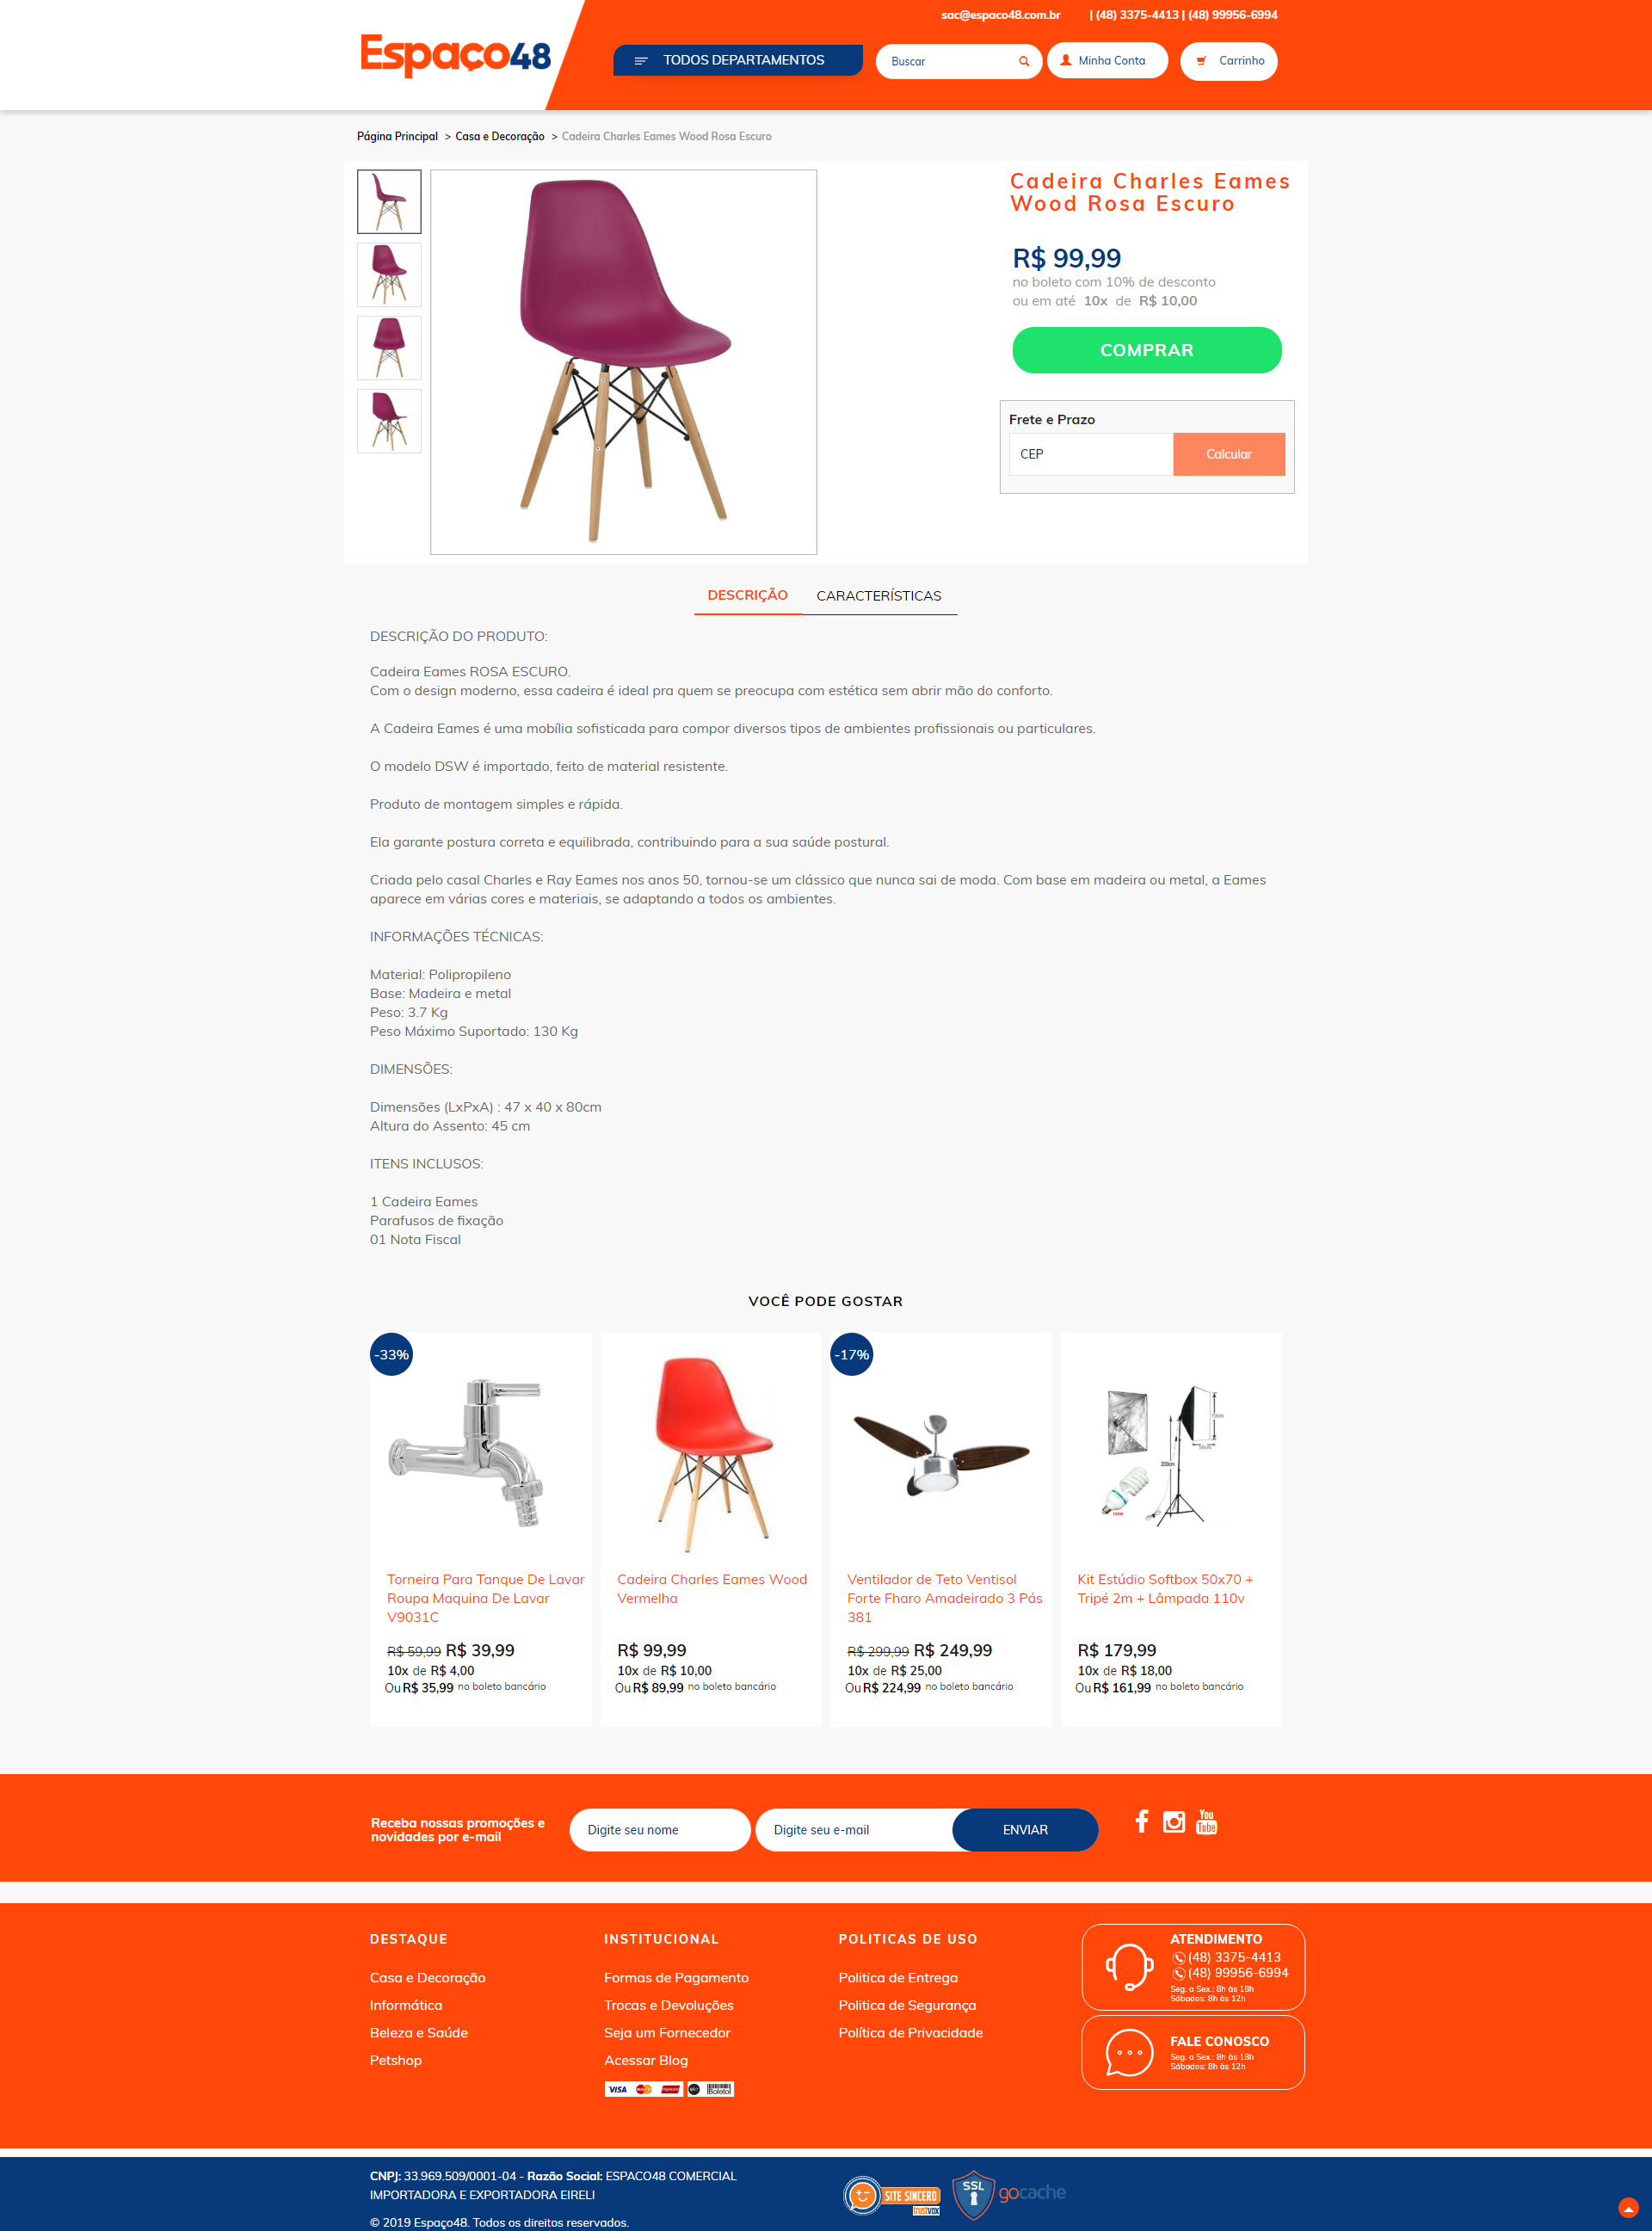 sac@espaco48.com.br | (48) 3375-4413 | (48) 99956-6994
Espaço48
TODOS DEPARTAMENTOS
Buscar
Minha Conta
Carrinho
Página Principal > Casa e Decoração > Cadeira Charles Eames Wood Rosa Escuro
Cadeira Charles Eames
Wood Rosa Escuro
R$ 99,99
no boleto com 10% de desconto
ou em até 10x de R$ 10,00
COMPRAR
Frete e Prazo
CEP
Calcular
DESCRIÇÃO
CARACTERÍSTICAS
DESCRIÇÃO DO PRODUTO:
Cadeira Eames ROSA ESCURO.
Com o design moderno, essa cadeira é ideal pra quem se preocupa com estética sem abrir mão do conforto.
A Cadeira Eames é uma mobília sofisticada para compor diversos tipos de ambientes profissionais ou particulares.
O modelo DSW é importado, feito de material resistente.
Produto de montagem simples e rápida.
Ela garante postura correta e equilibrada, contribuindo para a sua saúde postural.
Criada pelo casal Charles e Ray Eames nos anos 50, tornou-se um clássico que nunca sai de moda. Com base em madeira ou metal, a Eames
aparece em várias cores e materiais, se adaptando a todos os ambientes.
INFORMAÇÕES TÉCNICAS:
Material: Polipropileno
Base: Madeira e metal
Peso: 3.7 Kg
Peso Máximo Suportado: 130 Kg
DIMENSÕES:
Dimensões (LxPxA) : 47 x 40 x 80cm
Altura do Assento: 45 cm
ITENS INCLUSOS:
1 Cadeira Eames
Parafusos de fixação
01 Nota Fiscal
VOCÊ PODE GOSTAR
-33%
Torneira Para Tanque De Lavar
Roupa Maquina De Lavar
V9031C
R$ 59,99 R$ 39,99
10x de R$ 4,00
Ou R$ 35,99 no boleto bancário
Cadeira Charles Eames Wood
Vermelha
R$ 99,99
10x de R$ 10,00
Ou R$ 89,99 no boleto bancário
-17%
Ventilador de Teto Ventisol
Forte Fharo Amadeirado 3 Pás
381
R$ 299,99 R$ 249,99
10x de R$ 25,00
Ou R$ 224,99 no boleto bancário
200cm
Kit Estúdio Softbox 50x70 +
Tripé 2m + Lâmpada 110v
R$ 179,99
10x de R$ 18,00
Ou R$ 161,99 no boleto bancário
Receba nossas promoções e
novidades por e-mail
Digite seu nome
Digite seu e-mail
ENVIAR
You
Tube
DESTAQUE
Casa e Decoração
Informática
Beleza e Saúde
Petshop
INSTITUCIONAL
Formas de Pagamento
Trocas e Devoluções
Seja um Fornecedor
Acessar Blog
VISA
elo
Boleto
POLITICAS DE USO
Politica de Entrega
Politica de Segurança
Política de Privacidade
ATENDIMENTO
(48) 3375-4413
(48) 99956-6994
Seg. a Sex.: 8h às 18h
Sábados: 8h às 12h
FALE CONOSCO
Seg. a Sex.: 8h às 18h
Sábados: 8h às 12h
CNPJ: 33.969.509/0001-04 - Razão Social: ESPACO48 COMERCIAL
IMPORTADORA E EXPORTADORA EIRELI
© 2019 Espaço48. Todos os direitos reservados.
SITE SINCERO
trustvox
SSL
gocache